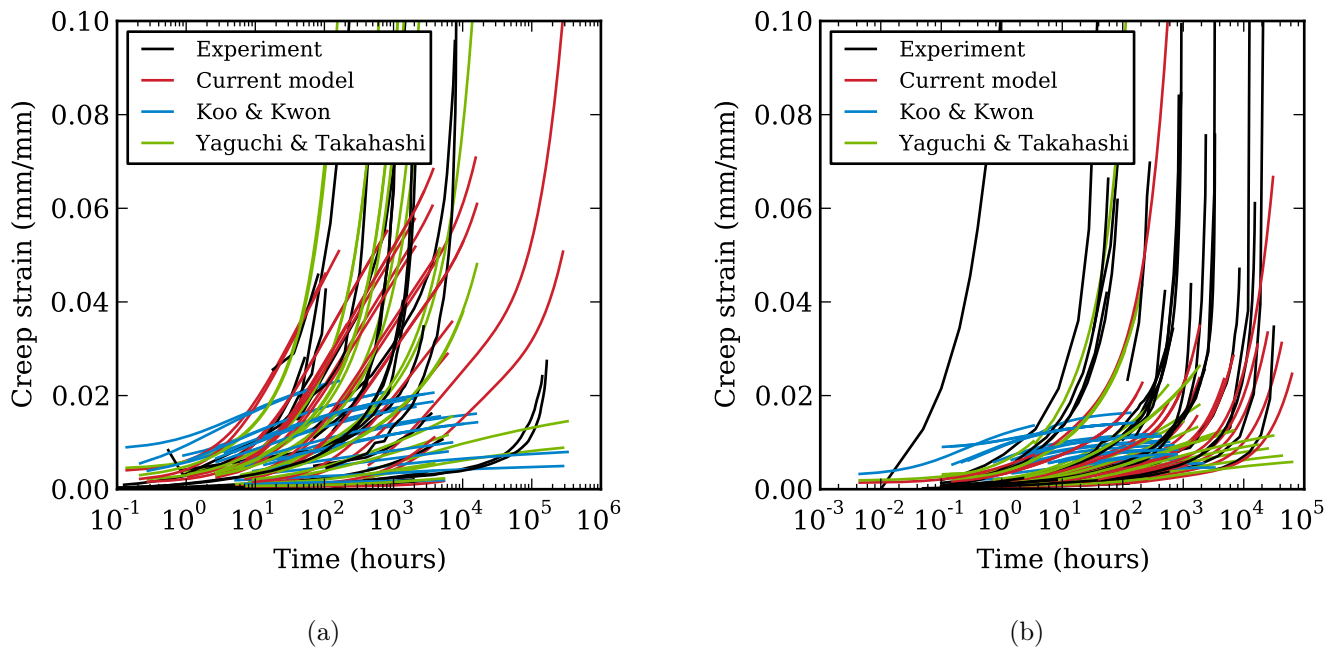 0.10
0.08
0.06
0.04
0.02
0.00
Creep strain (mm/mm)
Experiment
Current model
Koo & Kwon
Yaguchi & Takahashi
10^-1 10^0 10^1 10^2 10^3 10^4 10^5 10^6
Time (hours)
(a)
0.10
0.08
0.06
0.04
0.02
0.00
Creep strain (mm/mm)
Experiment
Current model
Koo & Kwon
Yaguchi & Takahashi
10^-3 10^-2 10^-1 10^0 10^1 10^2 10^3 10^4 10^5
Time (hours)
(b)